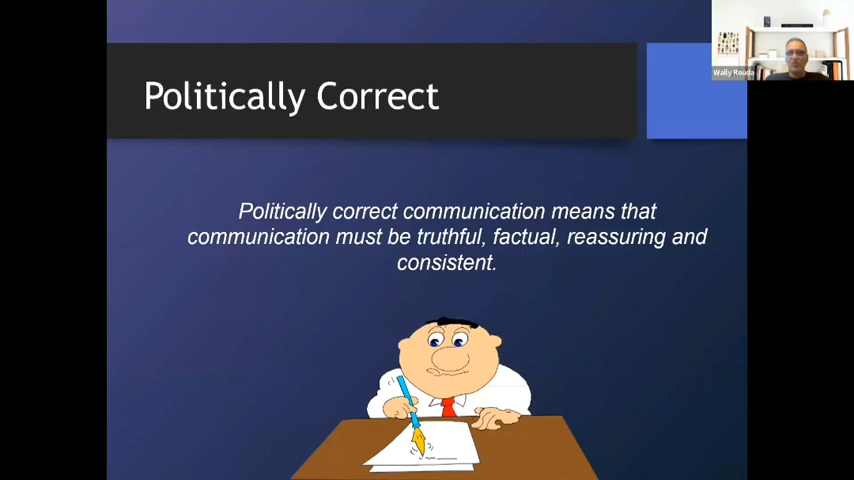 Politically Correct
Wally Rouda
Politically correct communication means that
communication must be truthful, factual, reassuring and
consistent.